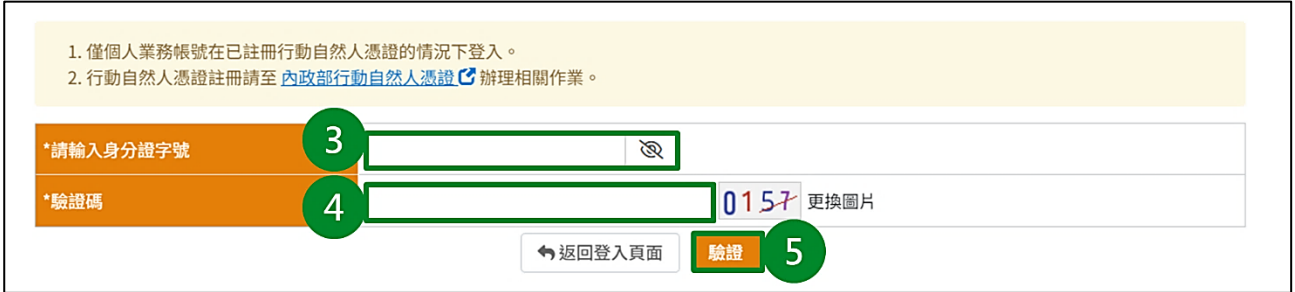 1. 僅個人業務帳號在已註冊行動自然人憑證的情況下登入。
2. 行動自然人憑證註冊請至 內政部行動自然人憑證 辦理相關作業。
*請輸入身分證字號
3
*驗證碼
4
0157 更換圖片
返回登入頁面 驗證 5